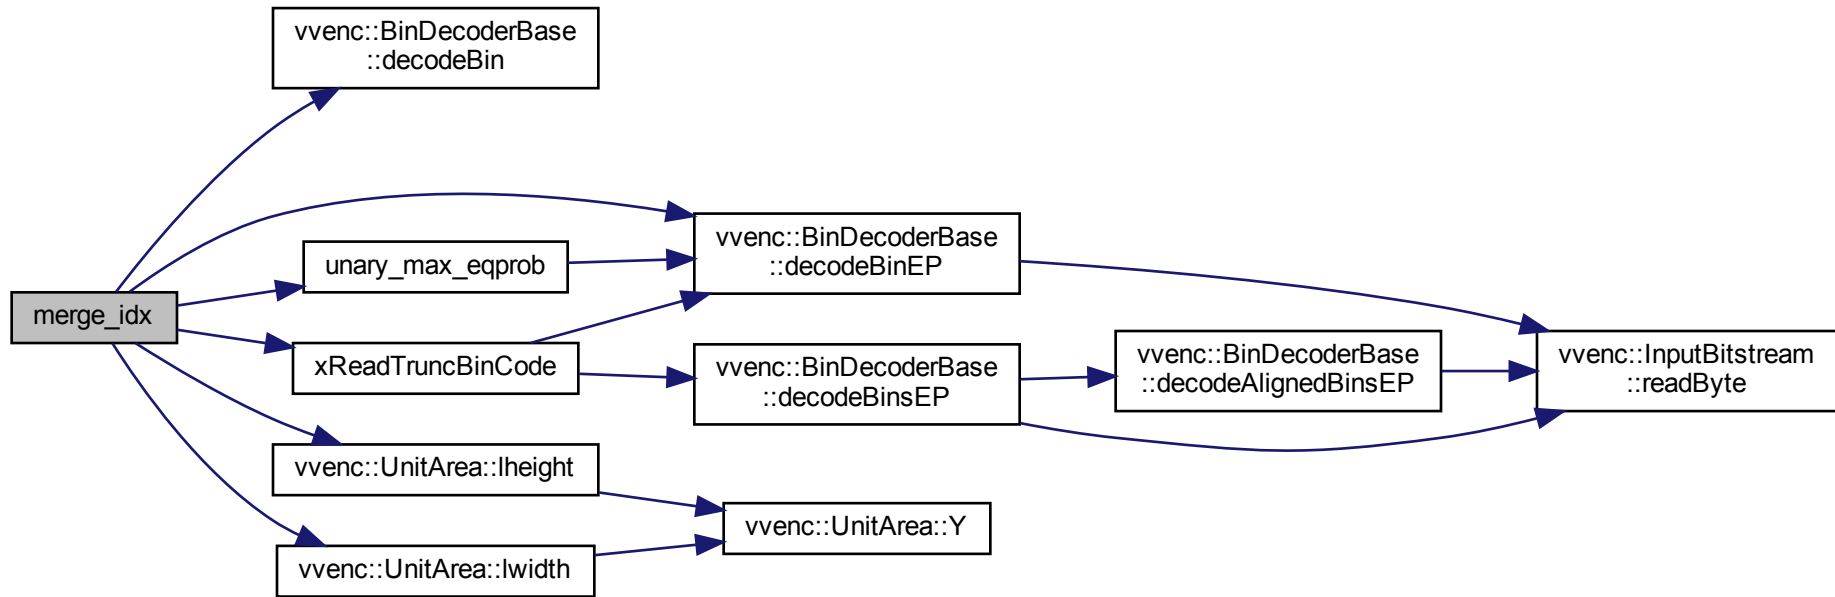 vvenc::BinDecoderBase
::decodeBin
merge_idx
unary_max_eqprob
xReadTruncBinCode
vvenc::UnitArea::lheight
vvenc::UnitArea::lwidth
vvenc::BinDecoderBase
::decodeBinEP
vvenc::BinDecoderBase
::decodeBinsEP
vvenc::UnitArea::Y
vvenc::BinDecoderBase
::decodeAlignedBinsEP
vvenc::InputBitstream
::readByte